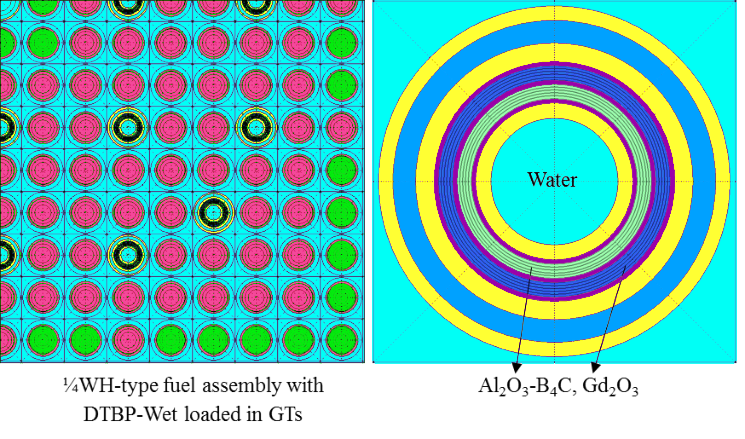 Water
¼WH-type fuel assembly with
DTBP-Wet loaded in GTs
Al₂O₃-B₄C, Gd₂O₃